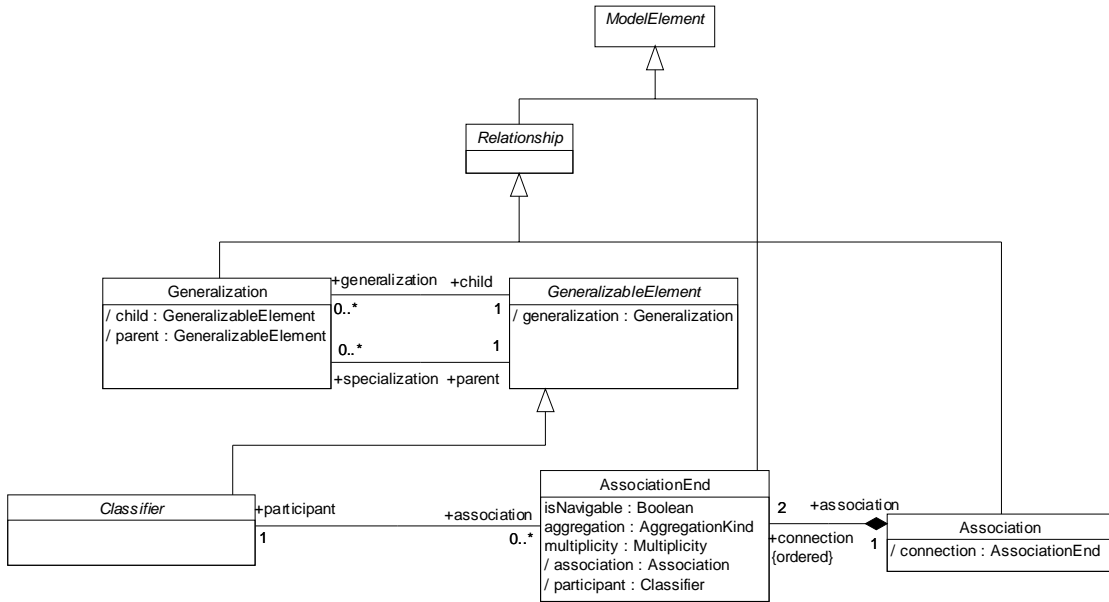 ModelElement
Relationship
Generalization
/ child : GeneralizableElement
/ parent : GeneralizableElement
+generalization
+child
0..*
1
0..*
1
+specialization
+parent
GeneralizableElement
/ generalization : Generalization
Classifier
+participant
1
+association
0..*
AssociationEnd
isNavigable : Boolean
aggregation : AggregationKind
multiplicity : Multiplicity
/ association : Association
/ participant : Classifier
2
+association
+connection
{ordered}
1
Association
/ connection : AssociationEnd